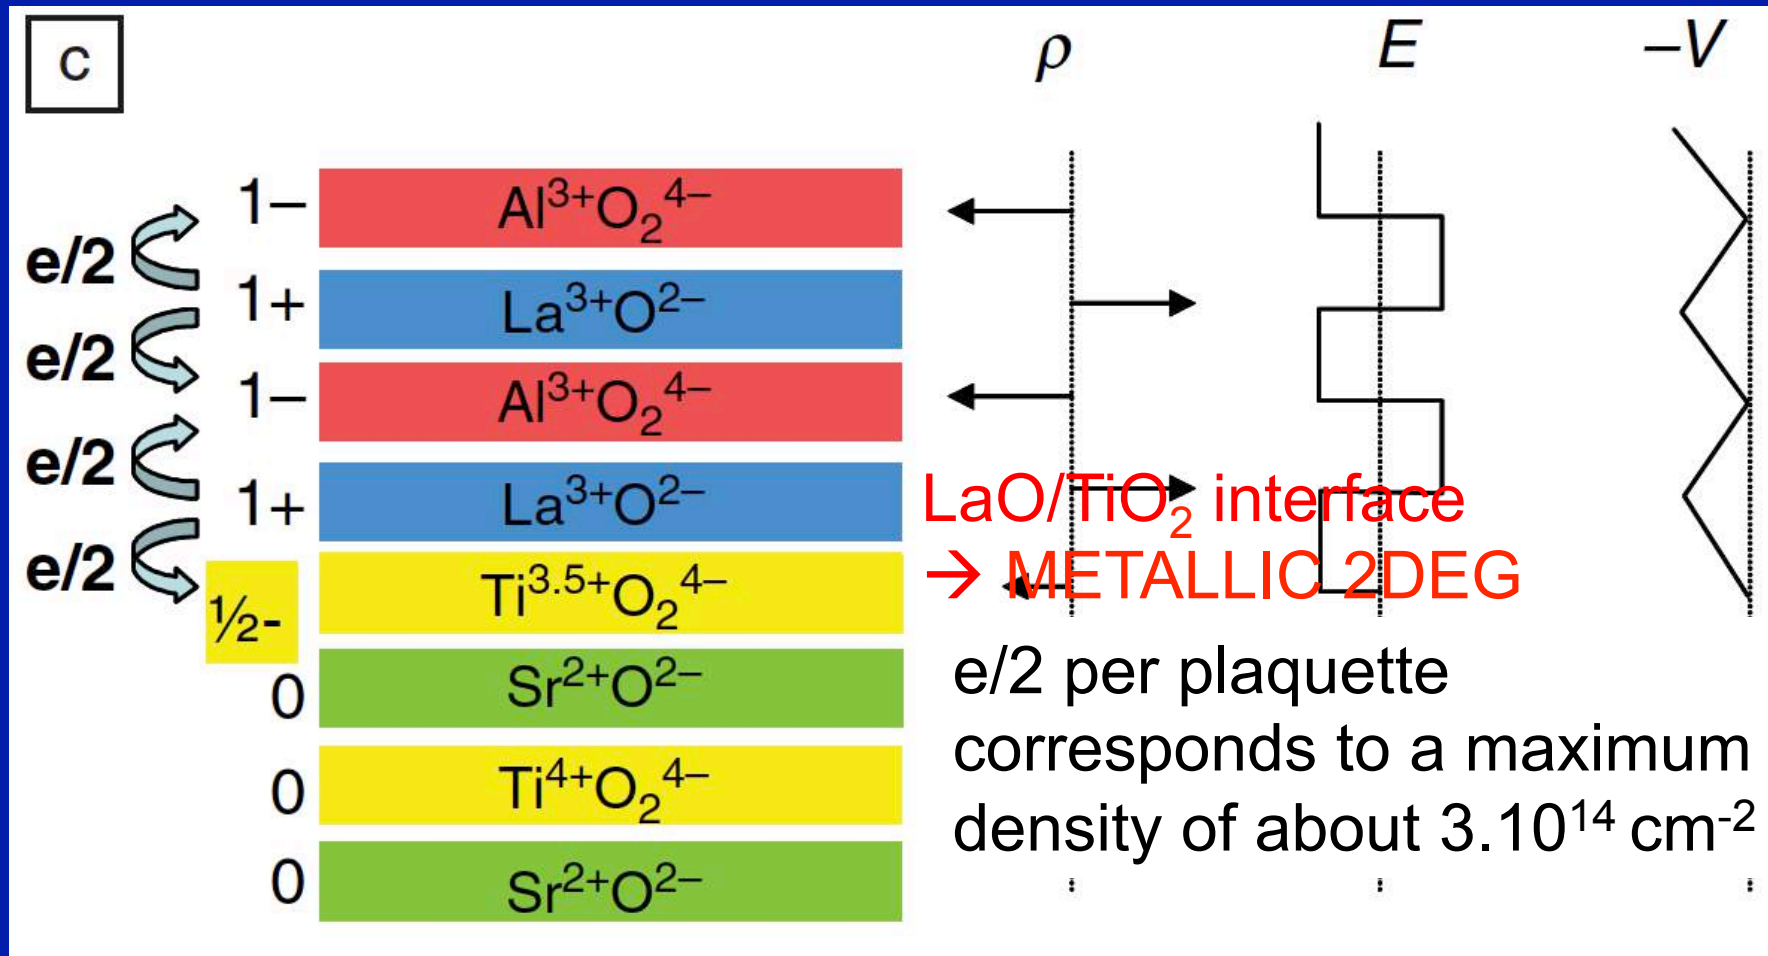 c
ρ E –V
1– Al³⁺O₂⁴⁻
e/2
1+ La³⁺O²⁻
e/2
1– Al³⁺O₂⁴⁻
e/2
1+ La³⁺O²⁻
e/2
½- Ti³·⁵⁺O₂⁴⁻
0 Sr²⁺O²⁻
0 Ti⁴⁺O₂⁴⁻
0 Sr²⁺O²⁻
LaO/TiO₂ interface
→ METALLIC 2DEG
e/2 per plaquette
corresponds to a maximum
density of about 3.10¹⁴ cm⁻²